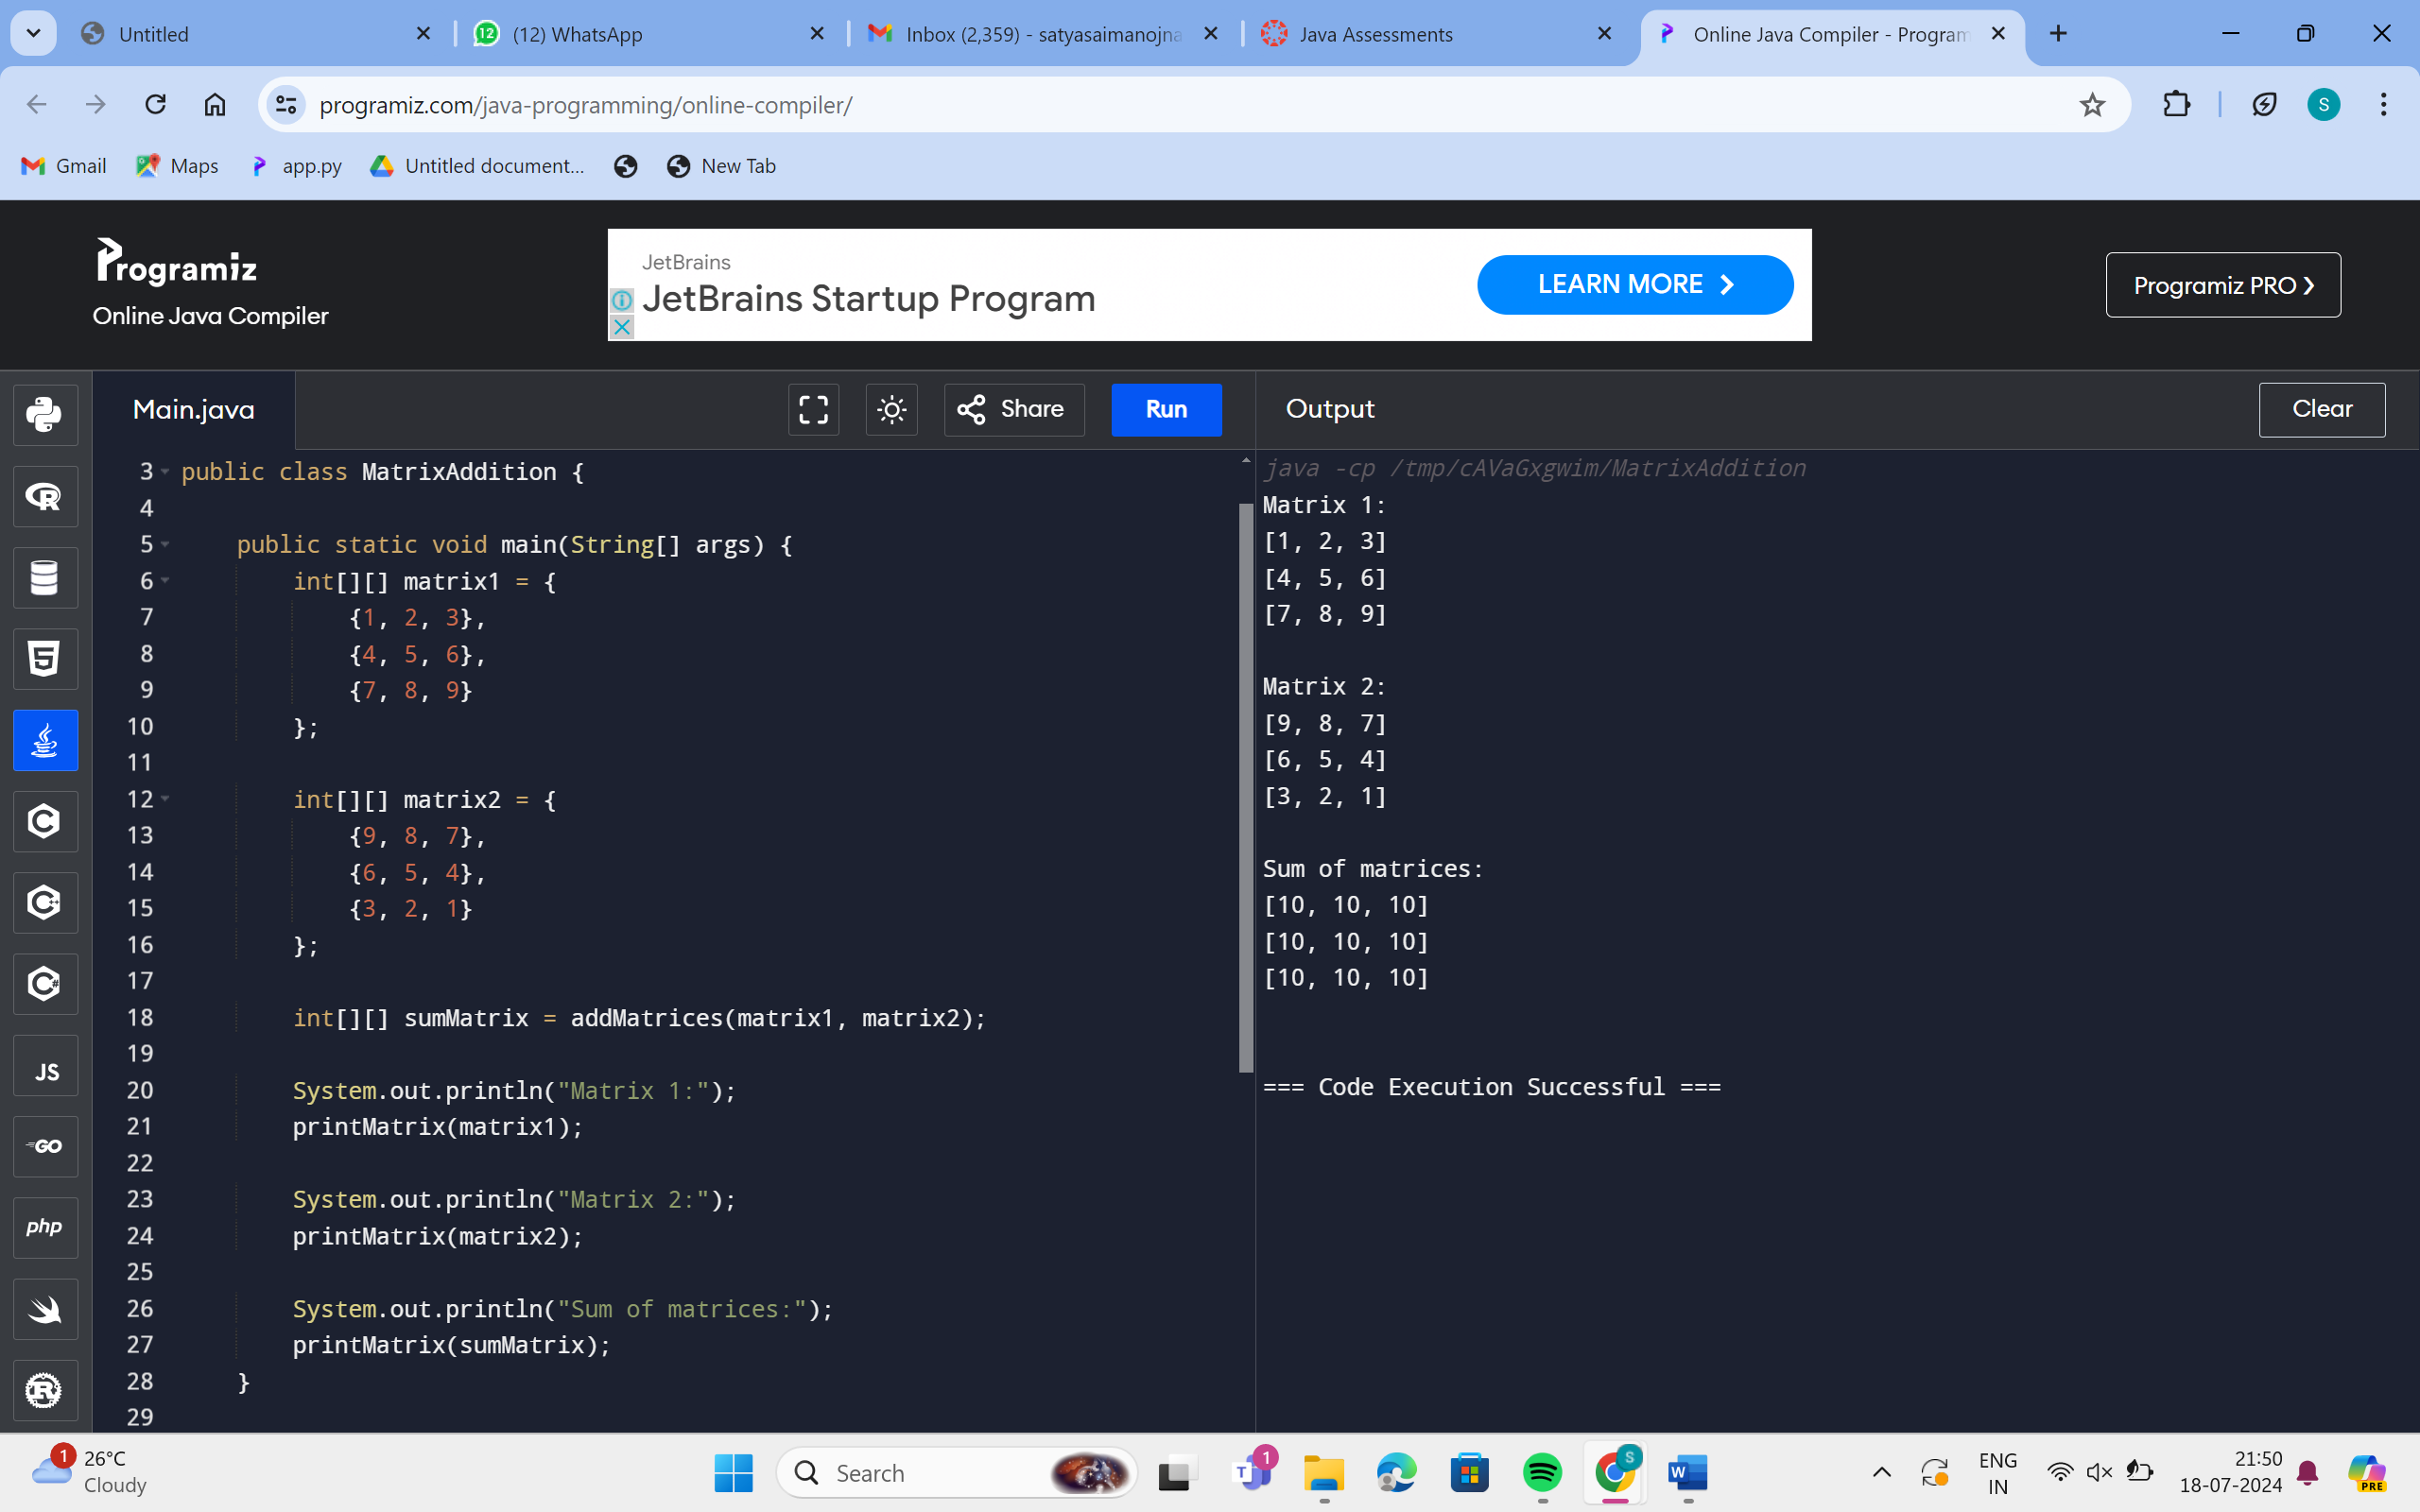 Untitled
(12) WhatsApp
Inbox (2,359) - satyasaimanojna
Java Assessments
Online Java Compiler - Program
programiz.com/java-programming/online-compiler/
S
Gmail
Maps
app.py
Untitled document...
New Tab
Programiz
Online Java Compiler
JetBrains
JetBrains Startup Program
LEARN MORE
Programiz PRO
Main.java
Share
Run
Output
Clear
3 public class MatrixAddition {
4
5     public static void main(String[] args) {
6         int[][] matrix1 = {
7             {1, 2, 3},
8             {4, 5, 6},
9             {7, 8, 9}
10         };
11
12         int[][] matrix2 = {
13             {9, 8, 7},
14             {6, 5, 4},
15             {3, 2, 1}
16         };
17
18         int[][] sumMatrix = addMatrices(matrix1, matrix2);
19
20         System.out.println("Matrix 1:");
21         printMatrix(matrix1);
22
23         System.out.println("Matrix 2:");
24         printMatrix(matrix2);
25
26         System.out.println("Sum of matrices:");
27         printMatrix(sumMatrix);
28     }
29
java -cp /tmp/cAVaGxgwim/MatrixAddition
Matrix 1:
[1, 2, 3]
[4, 5, 6]
[7, 8, 9]
Matrix 2:
[9, 8, 7]
[6, 5, 4]
[3, 2, 1]
Sum of matrices:
[10, 10, 10]
[10, 10, 10]
[10, 10, 10]
=== Code Execution Successful ===
JS
GO
php
1
26°C
Cloudy
Search
1
S
ENG
IN
21:50
18-07-2024
PRE